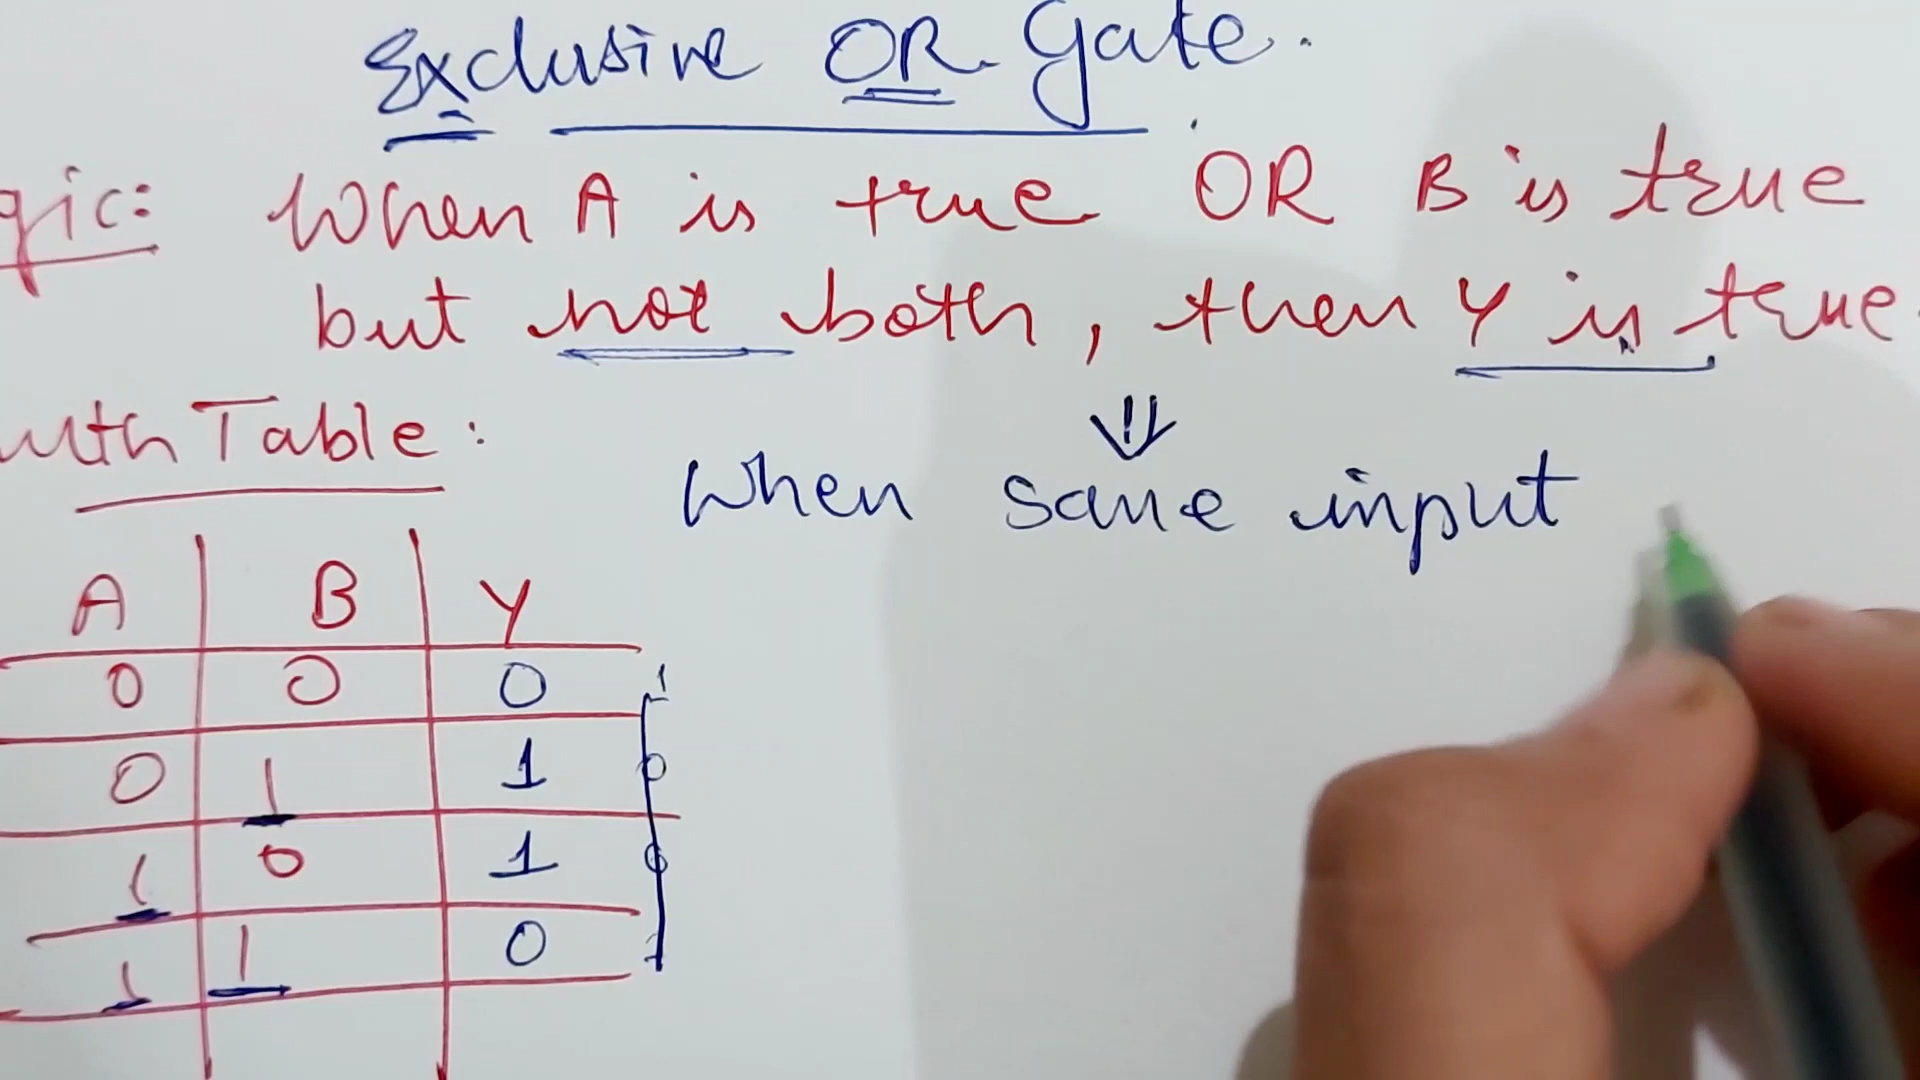 Exclusive OR Gate.
gic: When A is true OR B is true
but not both, then Y is true
uth Table:
When same input
A B Y
0 0 0
0 1 1
1 0 1
1 1 0